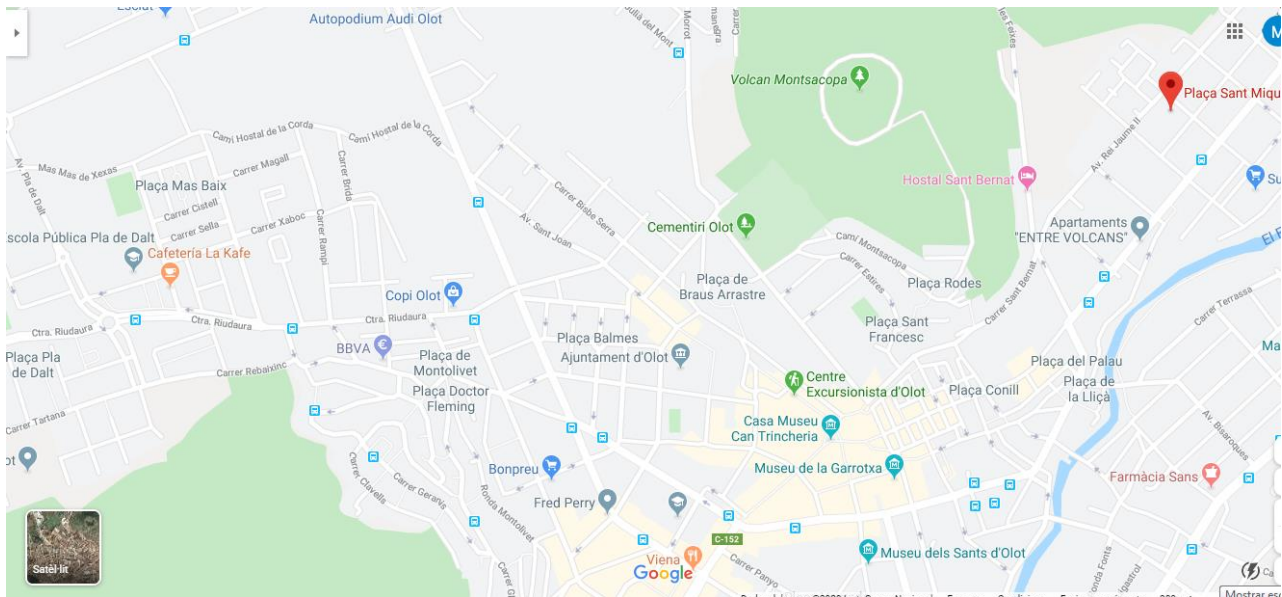 Esclat
Autopodium Audi Olot
Volcan Montsacopa
Plaça Sant Miqu
Av. Rei Jaume II
Camí Hostal de la Corda
Camí Hostal de la Corda
Mas Mas de Xexas
Carrer Magall
Carrer Brida
Av. Pla de Dalt
Plaça Mas Baix
Carrer Cistell
Carrer Sella
Carrer Xaboc
Carrer Rampi
Carrer Bisbe Serra
Av. Sant Joan
Morrot
Hostal Sant Bernat
Su
Cementiri Olot
Apartaments
"ENTRE VOLCANS"
scola Pública Pla de Dalt
Cafetería La Kafe
Camí Montsacopa
Carrer Estires
Plaça Rodes
Carrer Sant Bernat
Plaça de
Braus Arrastre
Copi Olot
Carrer Terrassa
Ctra. Riudaura
Ctra. Riudaura
Plaça Sant
Francesc
BBVA
Plaça Balmes
Ajuntament d'Olot
Ma
Plaça Pla
de Dalt
Carrer Rebaixinc
Plaça de
Montolivet
Plaça Doctor
Fleming
Plaça del Palau
Plaça de
la Lliçà
Centre
Excursionista d'Olot
Plaça Conill
Carrer Tartana
Casa Museu
Can Trincheria
Av. Bisaroques
Bonpreu
Museu de la Garrotxa
Farmàcia Sans
Carrer Clavells
Carrer Geranis
Ronda Montolivet
Fred Perry
C-152
Viena
Museu dels Sants d'Olot
Carrer Panyo
Satèl·lit
Google
Mostrar esc